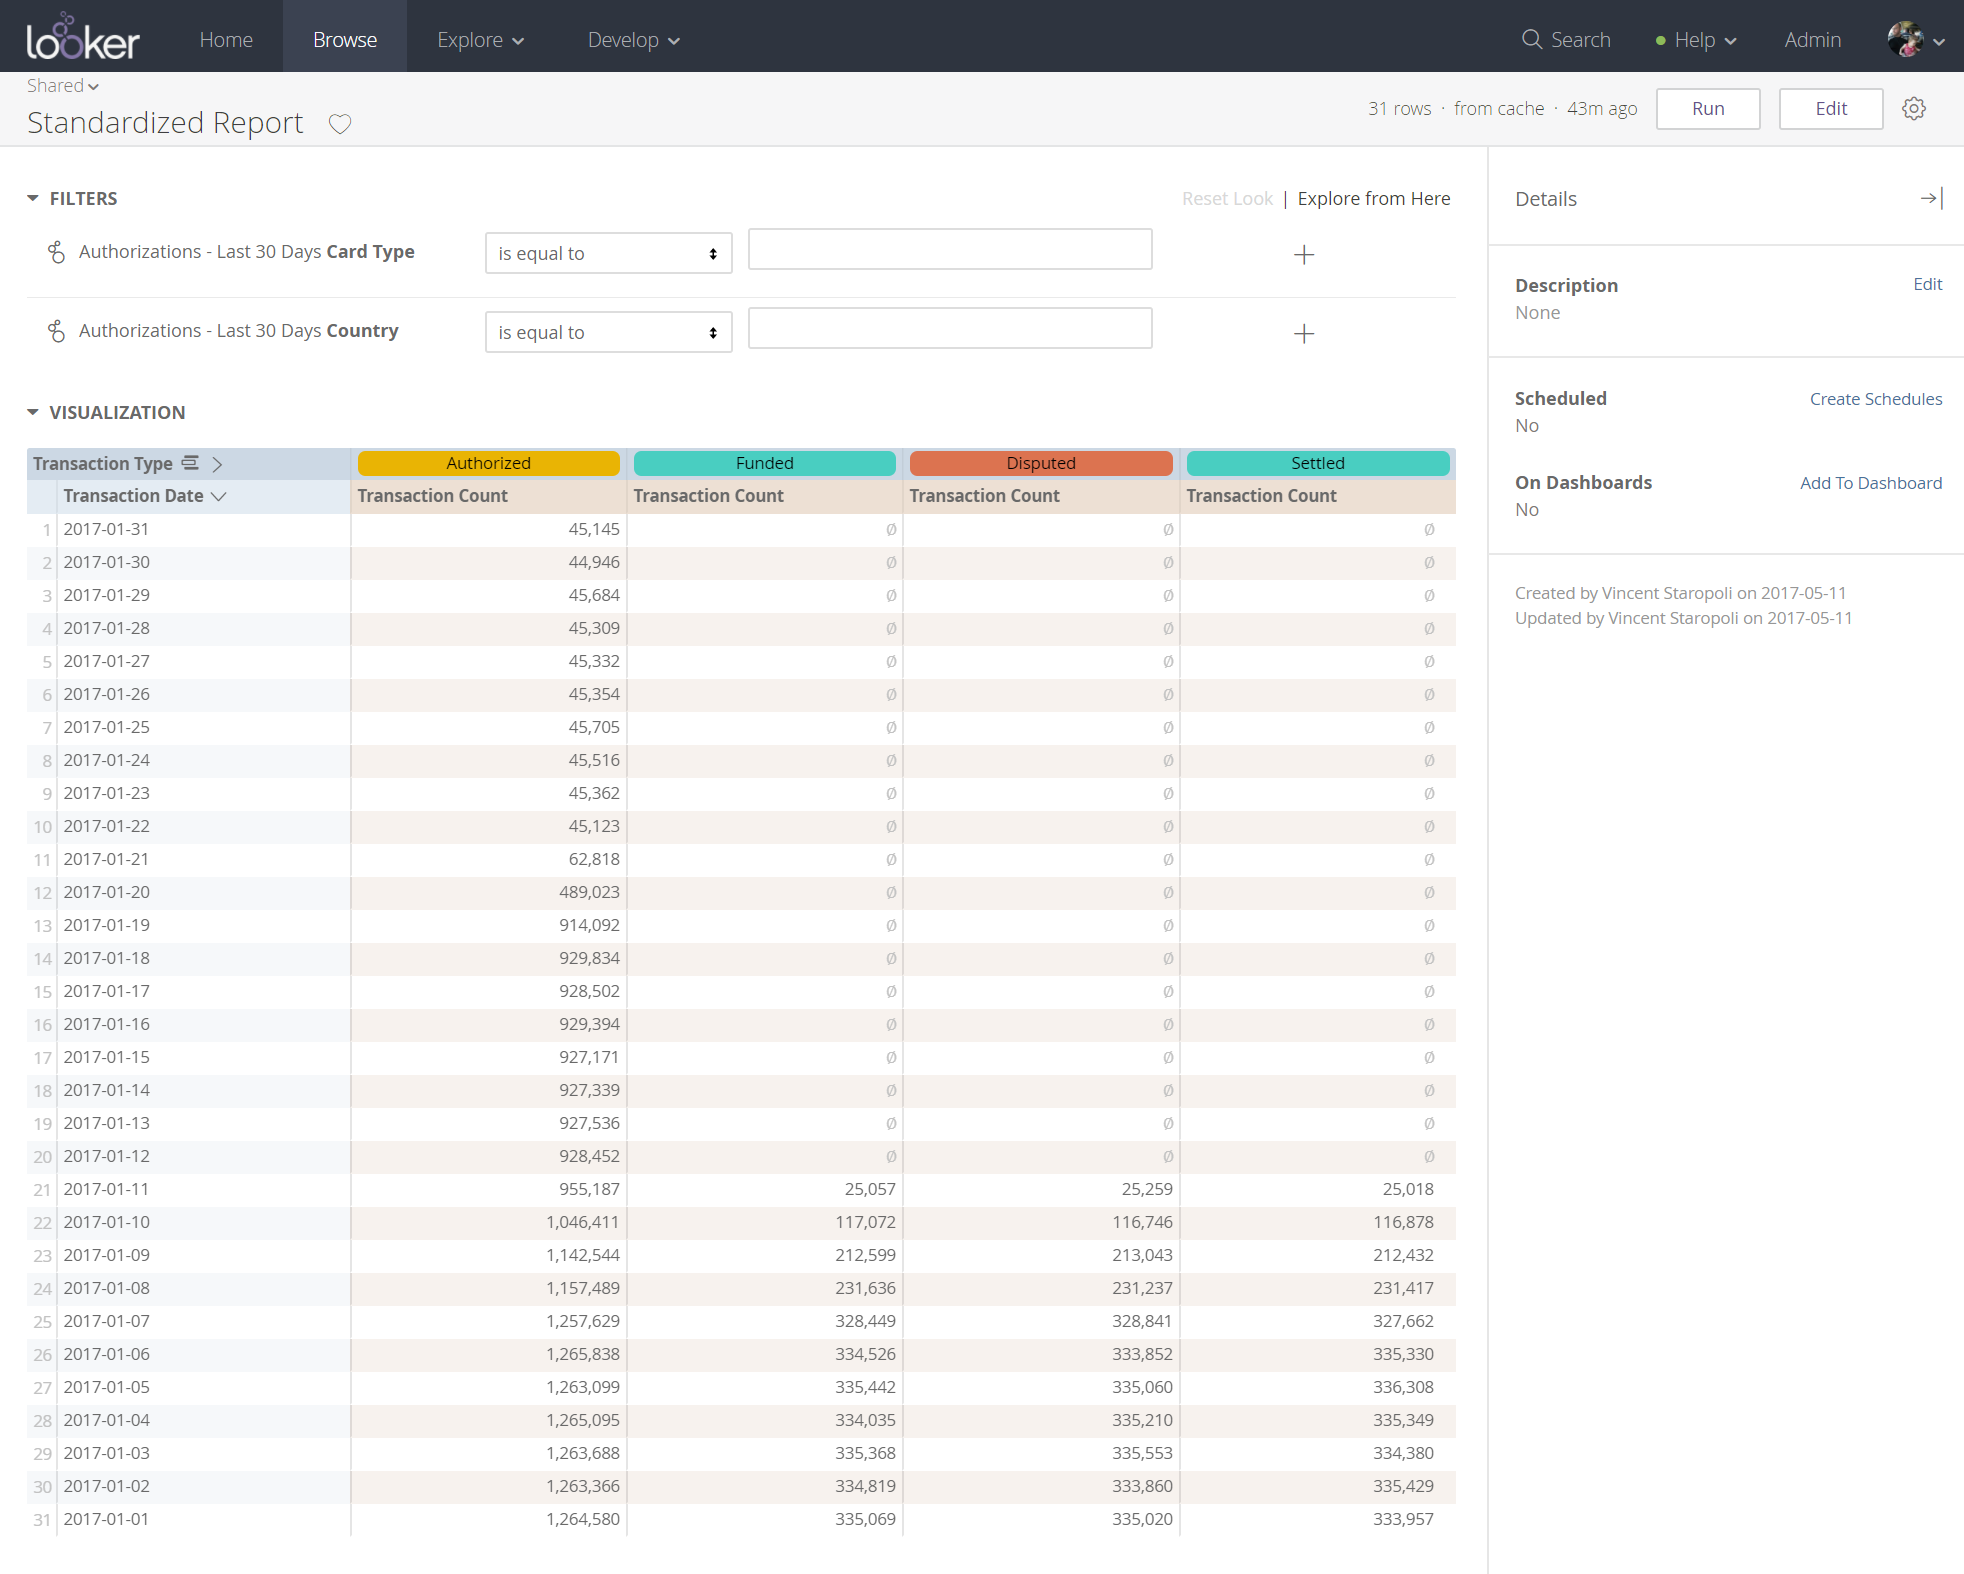 looker Home Browse Explore Develop Search Help Admin
Shared
Standardized Report
31 rows · from cache · 43m ago Run Edit
FILTERS Reset Look | Explore from Here
Authorizations - Last 30 Days Card Type is equal to
Authorizations - Last 30 Days Country is equal to
VISUALIZATION
Transaction Type Authorized Funded Disputed Settled
Transaction Date Transaction Count Transaction Count Transaction Count Transaction Count
1 2017-01-31 45,145 Ø Ø Ø
2 2017-01-30 44,946 Ø Ø Ø
3 2017-01-29 45,684 Ø Ø Ø
4 2017-01-28 45,309 Ø Ø Ø
5 2017-01-27 45,332 Ø Ø Ø
6 2017-01-26 45,354 Ø Ø Ø
7 2017-01-25 45,705 Ø Ø Ø
8 2017-01-24 45,516 Ø Ø Ø
9 2017-01-23 45,362 Ø Ø Ø
10 2017-01-22 45,123 Ø Ø Ø
11 2017-01-21 62,818 Ø Ø Ø
12 2017-01-20 489,023 Ø Ø Ø
13 2017-01-19 914,092 Ø Ø Ø
14 2017-01-18 929,834 Ø Ø Ø
15 2017-01-17 928,502 Ø Ø Ø
16 2017-01-16 929,394 Ø Ø Ø
17 2017-01-15 927,171 Ø Ø Ø
18 2017-01-14 927,339 Ø Ø Ø
19 2017-01-13 927,536 Ø Ø Ø
20 2017-01-12 928,452 Ø Ø Ø
21 2017-01-11 955,187 25,057 25,259 25,018
22 2017-01-10 1,046,411 117,072 116,746 116,878
23 2017-01-09 1,142,544 212,599 213,043 212,432
24 2017-01-08 1,157,489 231,636 231,237 231,417
25 2017-01-07 1,257,629 328,449 328,841 327,662
26 2017-01-06 1,265,838 334,526 333,852 335,330
27 2017-01-05 1,263,099 335,442 335,060 336,308
28 2017-01-04 1,265,095 334,035 335,210 335,349
29 2017-01-03 1,263,688 335,368 335,553 334,380
30 2017-01-02 1,263,366 334,819 333,860 335,429
31 2017-01-01 1,264,580 335,069 335,020 333,957
Details
Description Edit
None
Scheduled Create Schedules
No
On Dashboards Add To Dashboard
No
Created by Vincent Staropoli on 2017-05-11
Updated by Vincent Staropoli on 2017-05-11